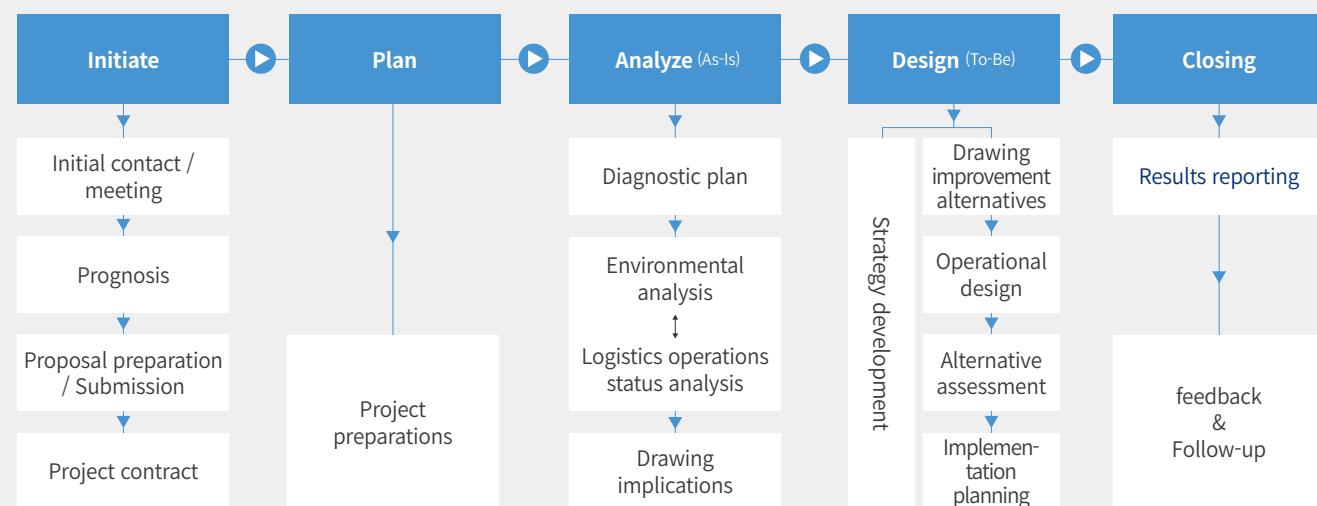 Initiate
Plan
Analyze (As-Is)
Design (To-Be)
Closing
Initial contact /
meeting
Prognosis
Proposal preparation
/ Submission
Project contract
Project
preparations
Diagnostic plan
Environmental
analysis
Logistics operations
status analysis
Drawing
implications
Strategy development
Drawing
improvement
alternatives
Operational
design
Alternative
assessment
Implemen-
tation
planning
Results reporting
feedback
&
Follow-up